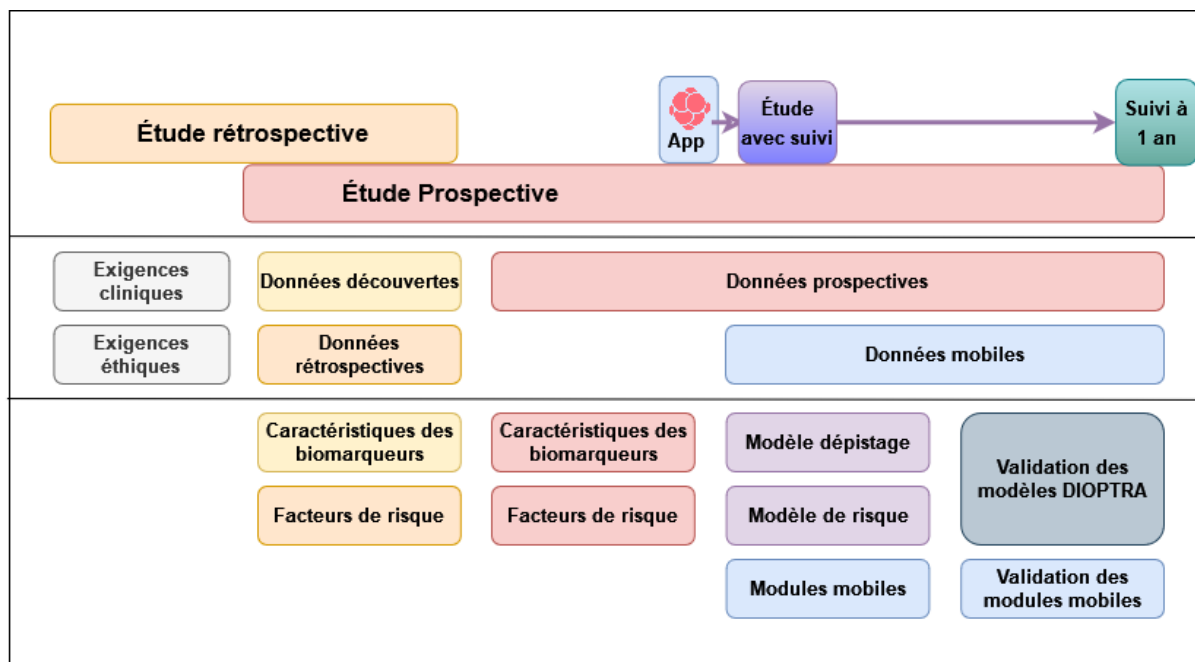 Étude rétrospective
App
Étude
avec suivi
Suivi à
1 an
Étude Prospective
Exigences
cliniques
Données découvertes
Données prospectives
Exigences
éthiques
Données
rétrospectives
Données mobiles
Caractéristiques des
biomarqueurs
Caractéristiques des
biomarqueurs
Modèle dépistage
Validation des
modèles DIOPTRA
Facteurs de risque
Facteurs de risque
Modèle de risque
Modules mobiles
Validation des
modules mobiles